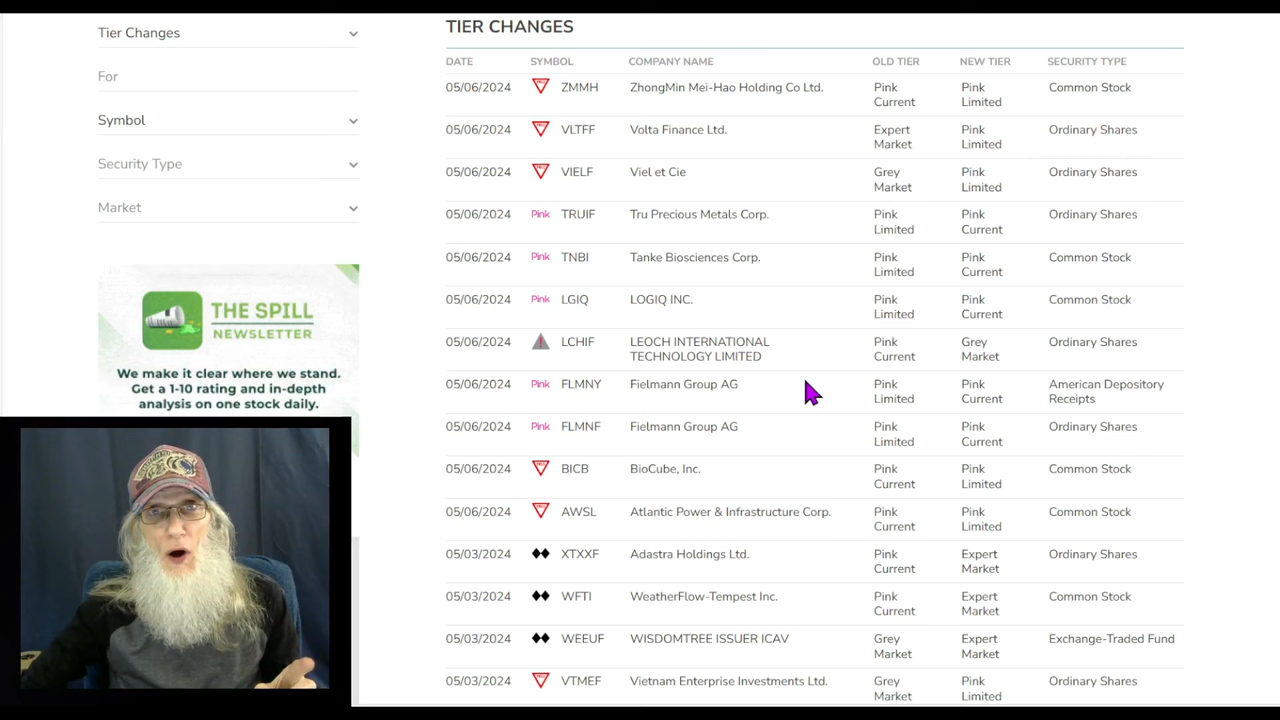 Tier Changes
For
Symbol
Security Type
Market
THE SPILL
NEWSLETTER
We make it clear where we stand.
Get a 1-10 rating and in-depth
analysis on one stock daily.
TIER CHANGES
DATE SYMBOL COMPANY NAME OLD TIER NEW TIER SECURITY TYPE
05/06/2024 ZMMH ZhongMin Mei-Hao Holding Co Ltd. Pink Pink Common Stock
Current Limited
05/06/2024 VLTFF Volta Finance Ltd. Expert Pink Ordinary Shares
Market Limited
05/06/2024 VIELF Viel et Cie Grey Pink Ordinary Shares
Market Limited
05/06/2024 Pink TRUIF Tru Precious Metals Corp. Pink Pink Ordinary Shares
Limited Current
05/06/2024 Pink TNBI Tanke Biosciences Corp. Pink Pink Common Stock
Limited Current
05/06/2024 Pink LGIQ LOGIQ INC. Pink Pink Common Stock
Limited Current
05/06/2024 LCHIF LEOCH INTERNATIONAL Pink Grey Ordinary Shares
TECHNOLOGY LIMITED Current Market
05/06/2024 Pink FLMNY Fielmann Group AG Pink Pink American Depository
Limited Current Receipts
05/06/2024 Pink FLMNF Fielmann Group AG Pink Pink Ordinary Shares
Limited Current
05/06/2024 BICB BioCube, Inc. Pink Pink Common Stock
Current Limited
05/06/2024 AWSL Atlantic Power & Infrastructure Corp. Pink Pink Common Stock
Current Limited
05/03/2024 XTXXF Adastra Holdings Ltd. Pink Expert Ordinary Shares
Current Market
05/03/2024 WFTI WeatherFlow-Tempest Inc. Pink Expert Common Stock
Current Market
05/03/2024 WEEUF WISDOMTREE ISSUER ICAV Grey Expert Exchange-Traded Fund
Market Market
05/03/2024 VTMEF Vietnam Enterprise Investments Ltd. Grey Pink Ordinary Shares
Market Limited